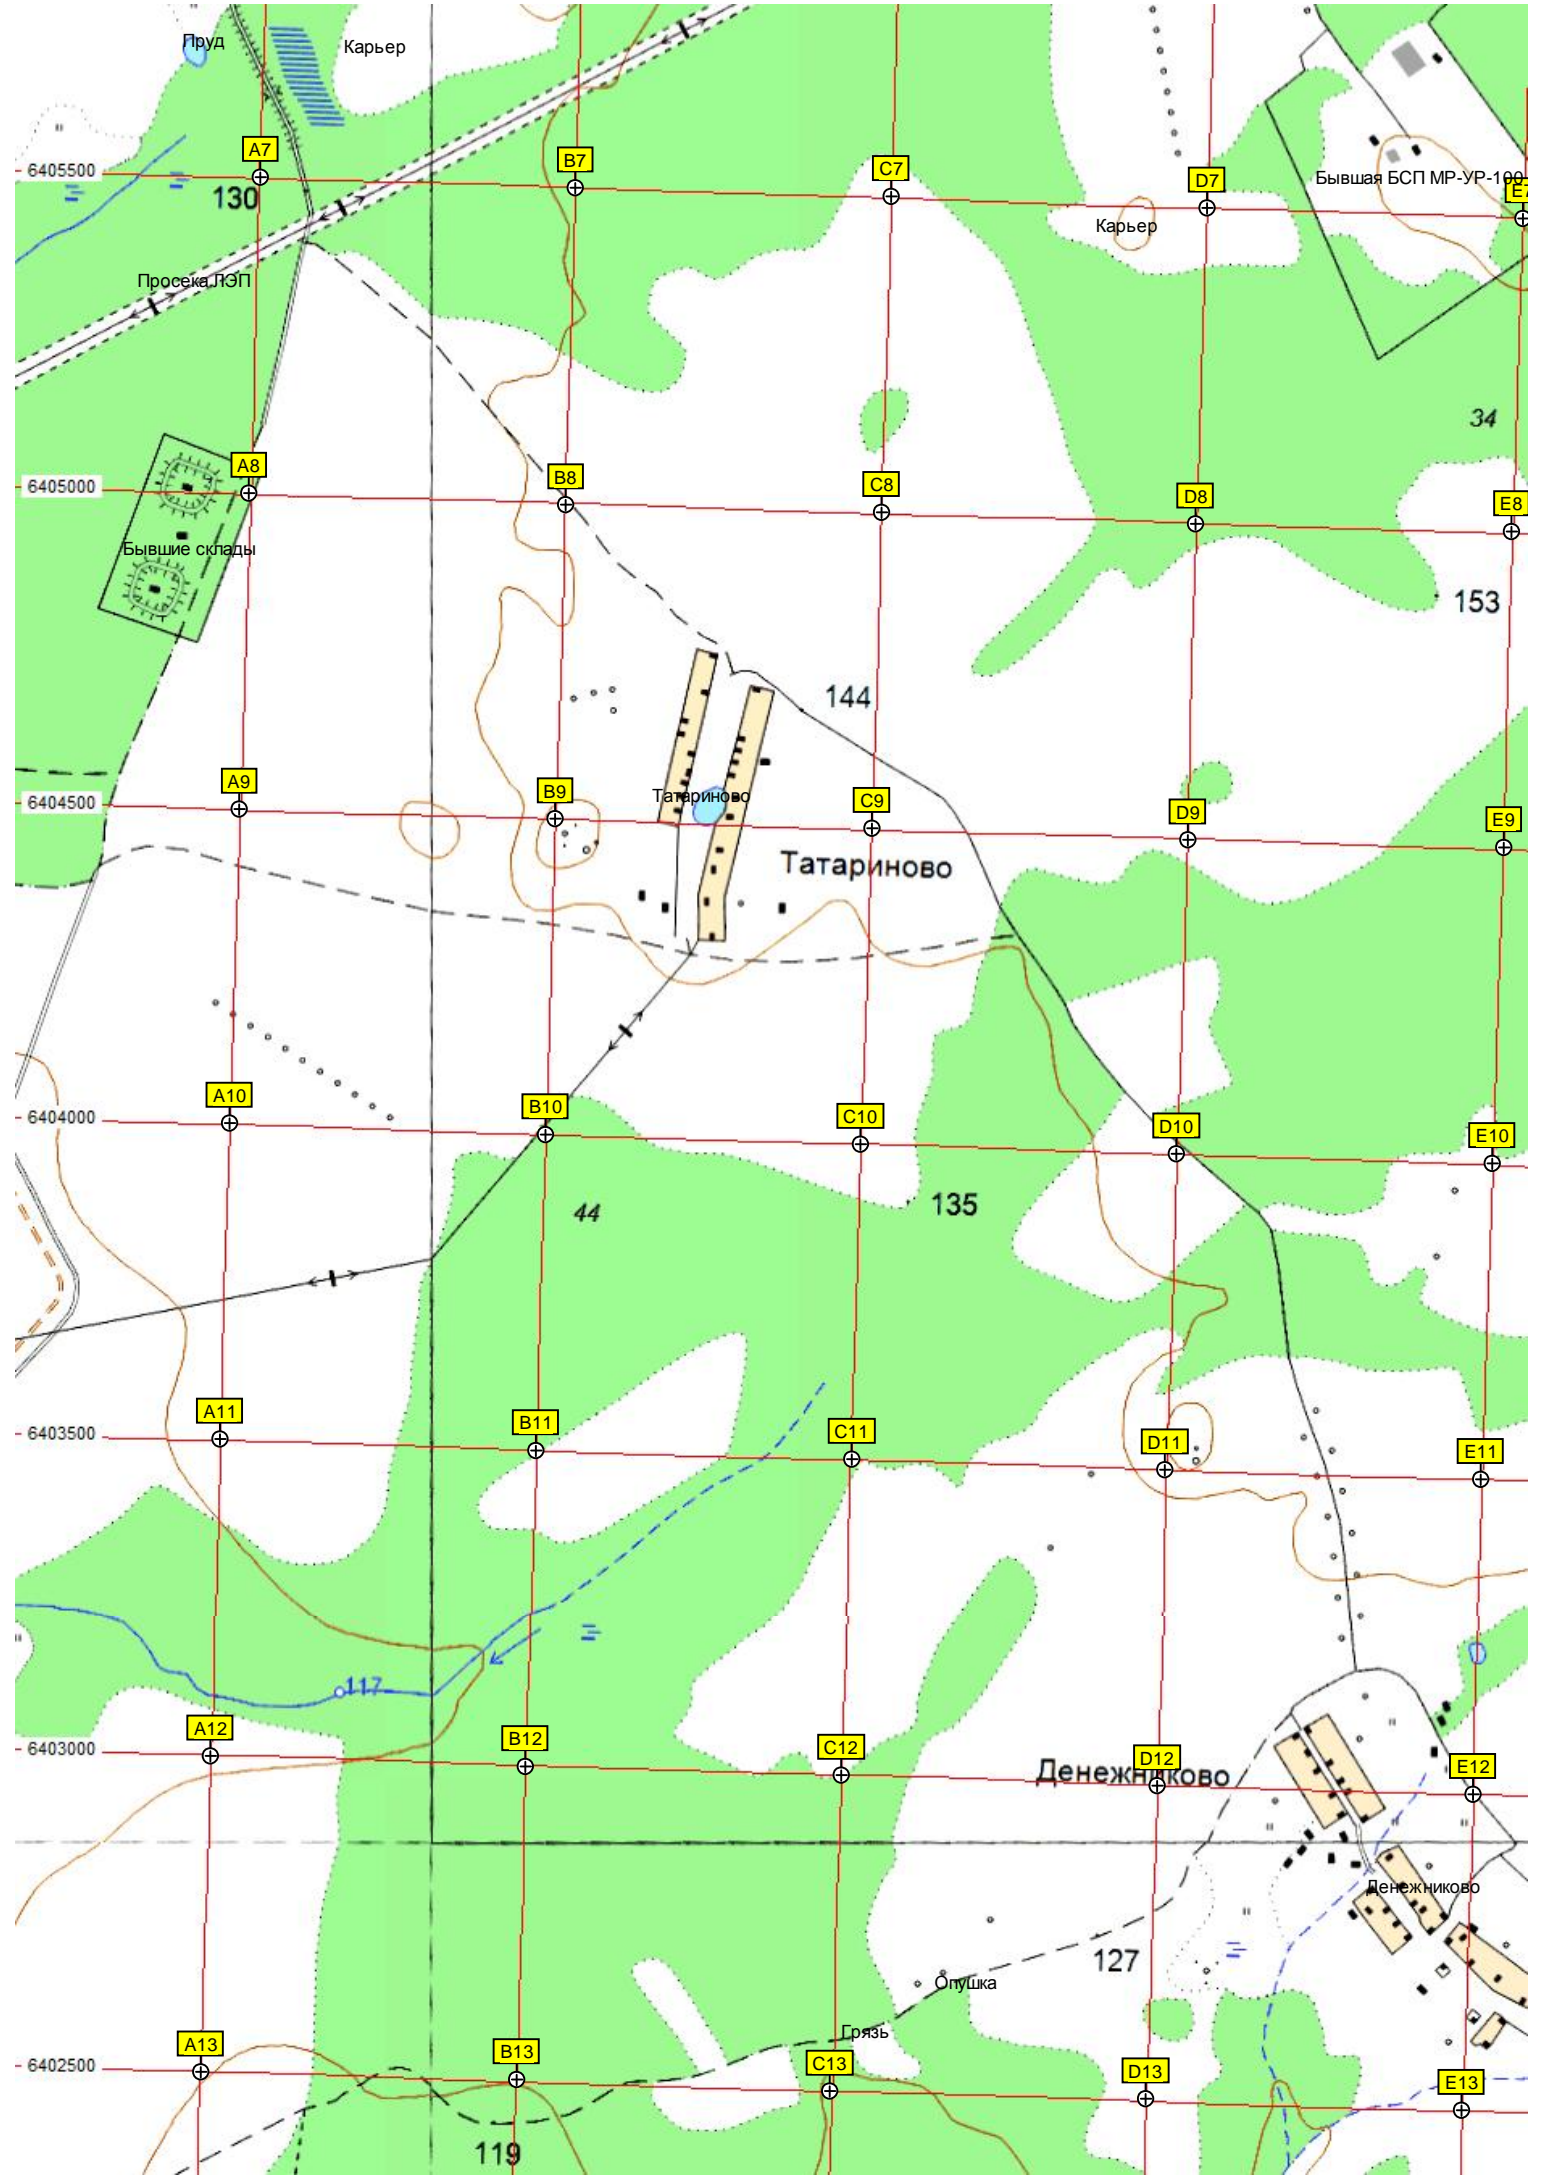 Пруд
Карьер
A7
B7
C7
D7
E7
6405500
130
Бывшая БСП МР-УР-100
Карьер
Просека ЛЭП
34
A8
B8
C8
D8
E8
6405000
Бывшие склады
153
144
A9
B9
C9
D9
E9
6404500
Татариново
Татариново
A10
B10
C10
D10
E10
6404000
44
135
A11
B11
C11
D11
E11
6403500
117
A12
B12
C12
D12
E12
6403000
Денежниково
Денежниково
127
Опушка
Грязь
A13
B13
C13
D13
E13
6402500
119